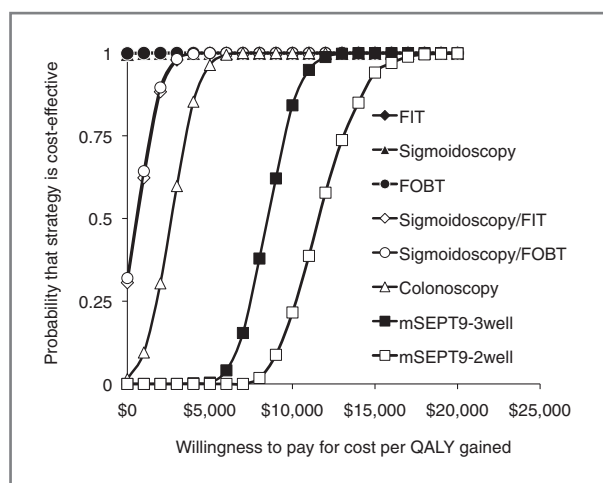 Probability that strategy is cost-effective
1
0.75
0.5
0.25
0
$0
$5,000
$10,000
$15,000
$20,000
$25,000
Willingness to pay for cost per QALY gained
FIT
Sigmoidoscopy
FOBT
Sigmoidoscopy/FIT
Sigmoidoscopy/FOBT
Colonoscopy
mSEPT9-3well
mSEPT9-2well